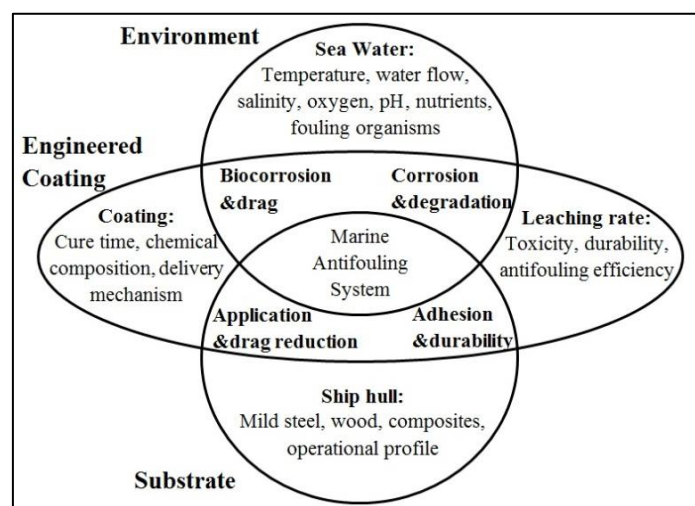 Environment
Sea Water:
Temperature, water flow,
salinity, oxygen, pH, nutrients,
fouling organisms
Engineered
Coating
Biocorrosion
&drag
Corrosion
&degradation
Coating:
Cure time, chemical
composition, delivery
mechanism
Marine
Antifouling
System
Leaching rate:
Toxicity, durability,
antifouling efficiency
Application
&drag reduction
Adhesion
&durability
Ship hull:
Mild steel, wood, composites,
operational profile
Substrate